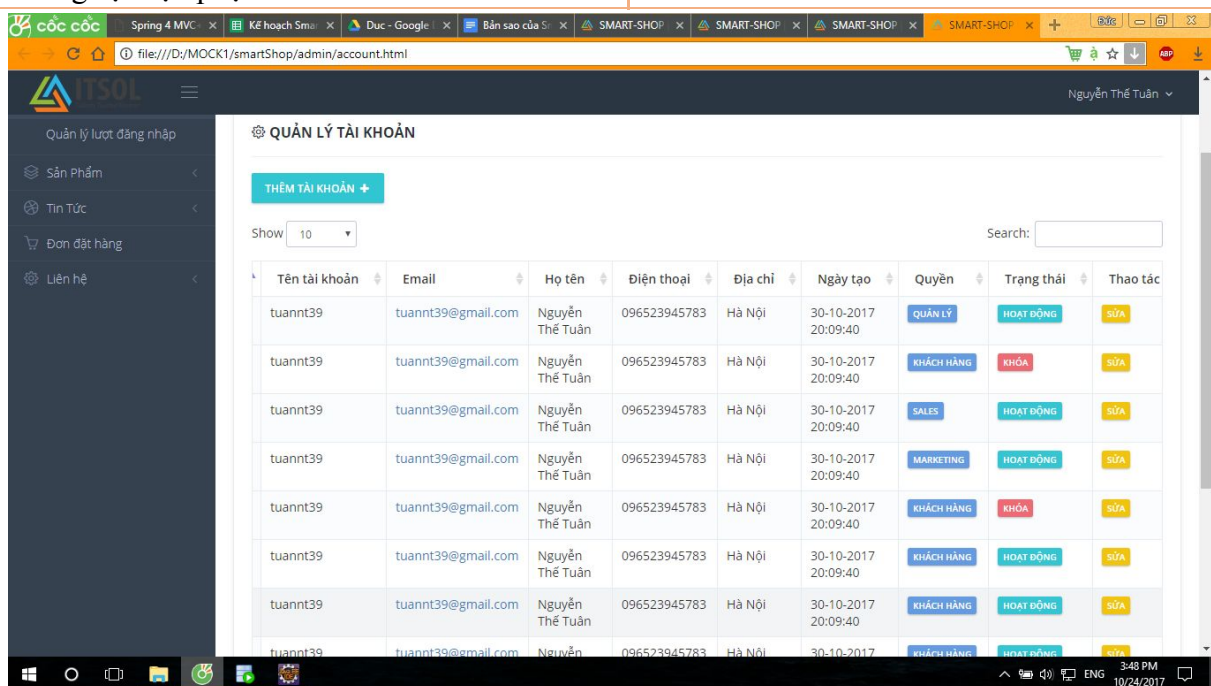 cốc cốc Spring 4 MVC- Kế hoạch Smar Duc - Google Bản sao của Sr SMART-SHOP SMART-SHOP SMART-SHOP SMART-SHOP Đức
file:///D:/MOCK1/smartShop/admin/account.html ABP
ITSOL Nguyễn Thế Tuân
Quản lý lượt đăng nhập
Sản Phẩm
Tin Tức
Đơn đặt hàng
Liên hệ
QUẢN LÝ TÀI KHOẢN
THÊM TÀI KHOẢN +
Show 10 Search:
Tên tài khoản Email Họ tên Điện thoại Địa chỉ Ngày tạo Quyền Trạng thái Thao tác
tuannt39 tuannt39@gmail.com Nguyễn 096523945783 Hà Nội 30-10-2017 QUẢN LÝ HOẠT ĐỘNG SỬA
Thế Tuân 20:09:40
tuannt39 tuannt39@gmail.com Nguyễn 096523945783 Hà Nội 30-10-2017 KHÁCH HÀNG KHÓA SỬA
Thế Tuân 20:09:40
tuannt39 tuannt39@gmail.com Nguyễn 096523945783 Hà Nội 30-10-2017 SALES HOẠT ĐỘNG SỬA
Thế Tuân 20:09:40
tuannt39 tuannt39@gmail.com Nguyễn 096523945783 Hà Nội 30-10-2017 MARKETING HOẠT ĐỘNG SỬA
Thế Tuân 20:09:40
tuannt39 tuannt39@gmail.com Nguyễn 096523945783 Hà Nội 30-10-2017 KHÁCH HÀNG KHÓA SỬA
Thế Tuân 20:09:40
tuannt39 tuannt39@gmail.com Nguyễn 096523945783 Hà Nội 30-10-2017 KHÁCH HÀNG HOẠT ĐỘNG SỬA
Thế Tuân 20:09:40
tuannt39 tuannt39@gmail.com Nguyễn 096523945783 Hà Nội 30-10-2017 KHÁCH HÀNG HOẠT ĐỘNG SỬA
Thế Tuân 20:09:40
tuannt39 tuannt39@gmail.com Nguyễn 096523945783 Hà Nội 30-10-2017 KHÁCH HÀNG HOẠT ĐỘNG SỬA
ENG 3:48 PM
10/24/2017